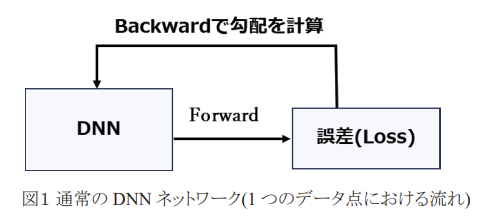 Backwardで勾配を計算
DNN
Forward
誤差(Loss)
図1 通常の DNN ネットワーク(1 つのデータ点における流れ)